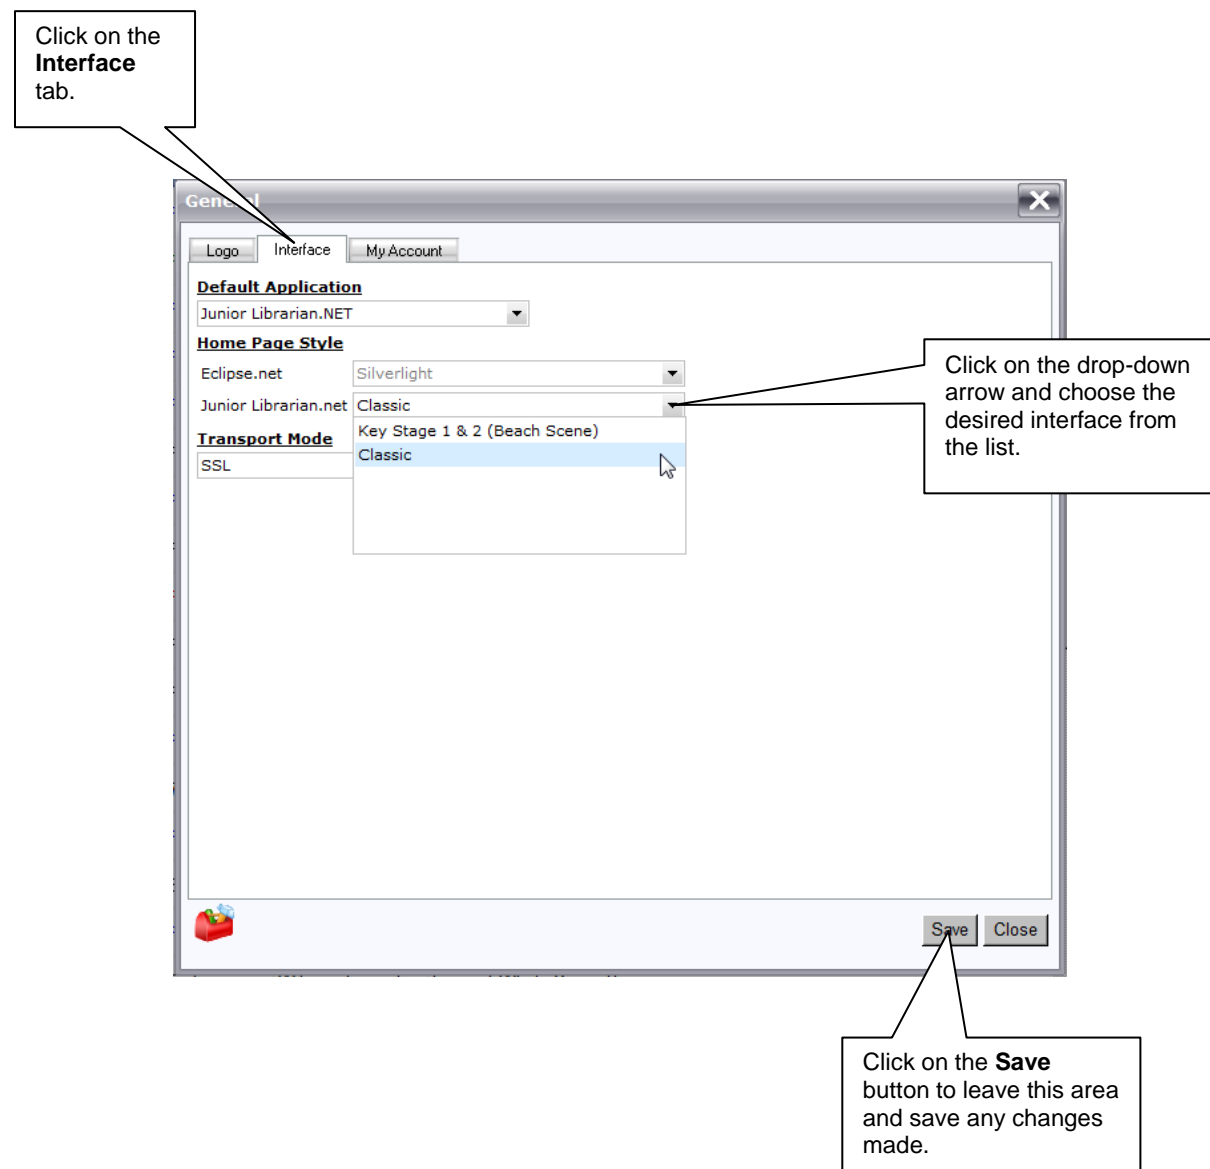 Click on the
Interface
tab.
General
Logo
Interface
My Account
Default Application
Junior Librarian.NET
Home Page Style
Eclipse.net
Silverlight
Junior Librarian.net
Classic
Key Stage 1 & 2 (Beach Scene)
Classic
Transport Mode
SSL
Click on the drop-down
arrow and choose the
desired interface from
the list.
Save
Close
Click on the Save
button to leave this area
and save any changes
made.